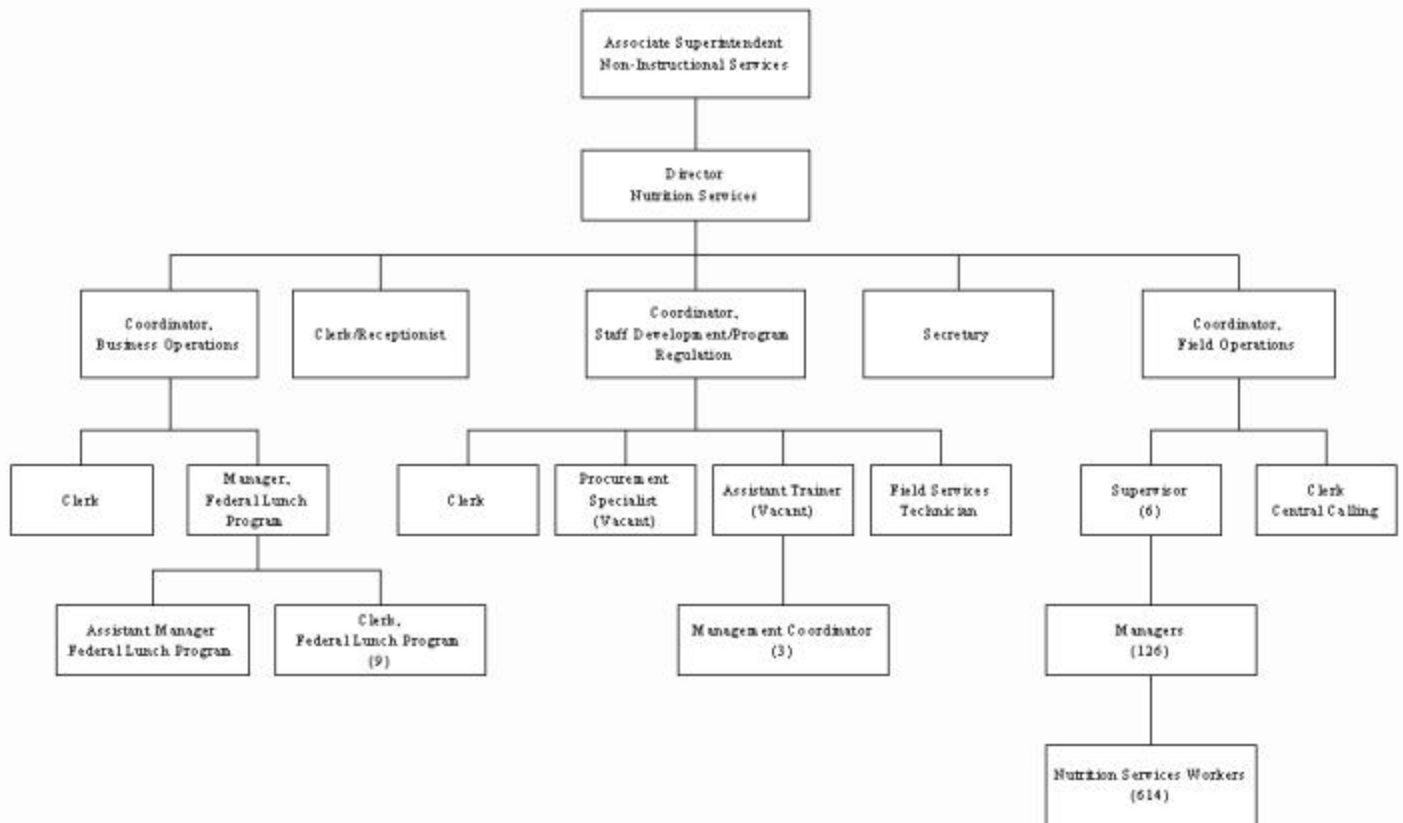 Associate Superintendent
Non-Instructional Services
Director
Nutrition Services
Coordinator,
Business Operations
Clerk/Receptionist
Coordinator,
Staff Development/Program
Regulation
Secretary
Coordinator,
Field Operations
Clerk
Manager,
Federal Lunch
Program
Clerk
Procurement
Specialist
(Vacant)
Assistant Trainer
(Vacant)
Field Services
Technician
Supervisor
(6)
Clerk
Central Calling
Assistant Manager
Federal Lunch Program
Clerk,
Federal Lunch Program
(9)
Management Coordinator
(3)
Managers
(126)
Nutrition Services Workers
(614)